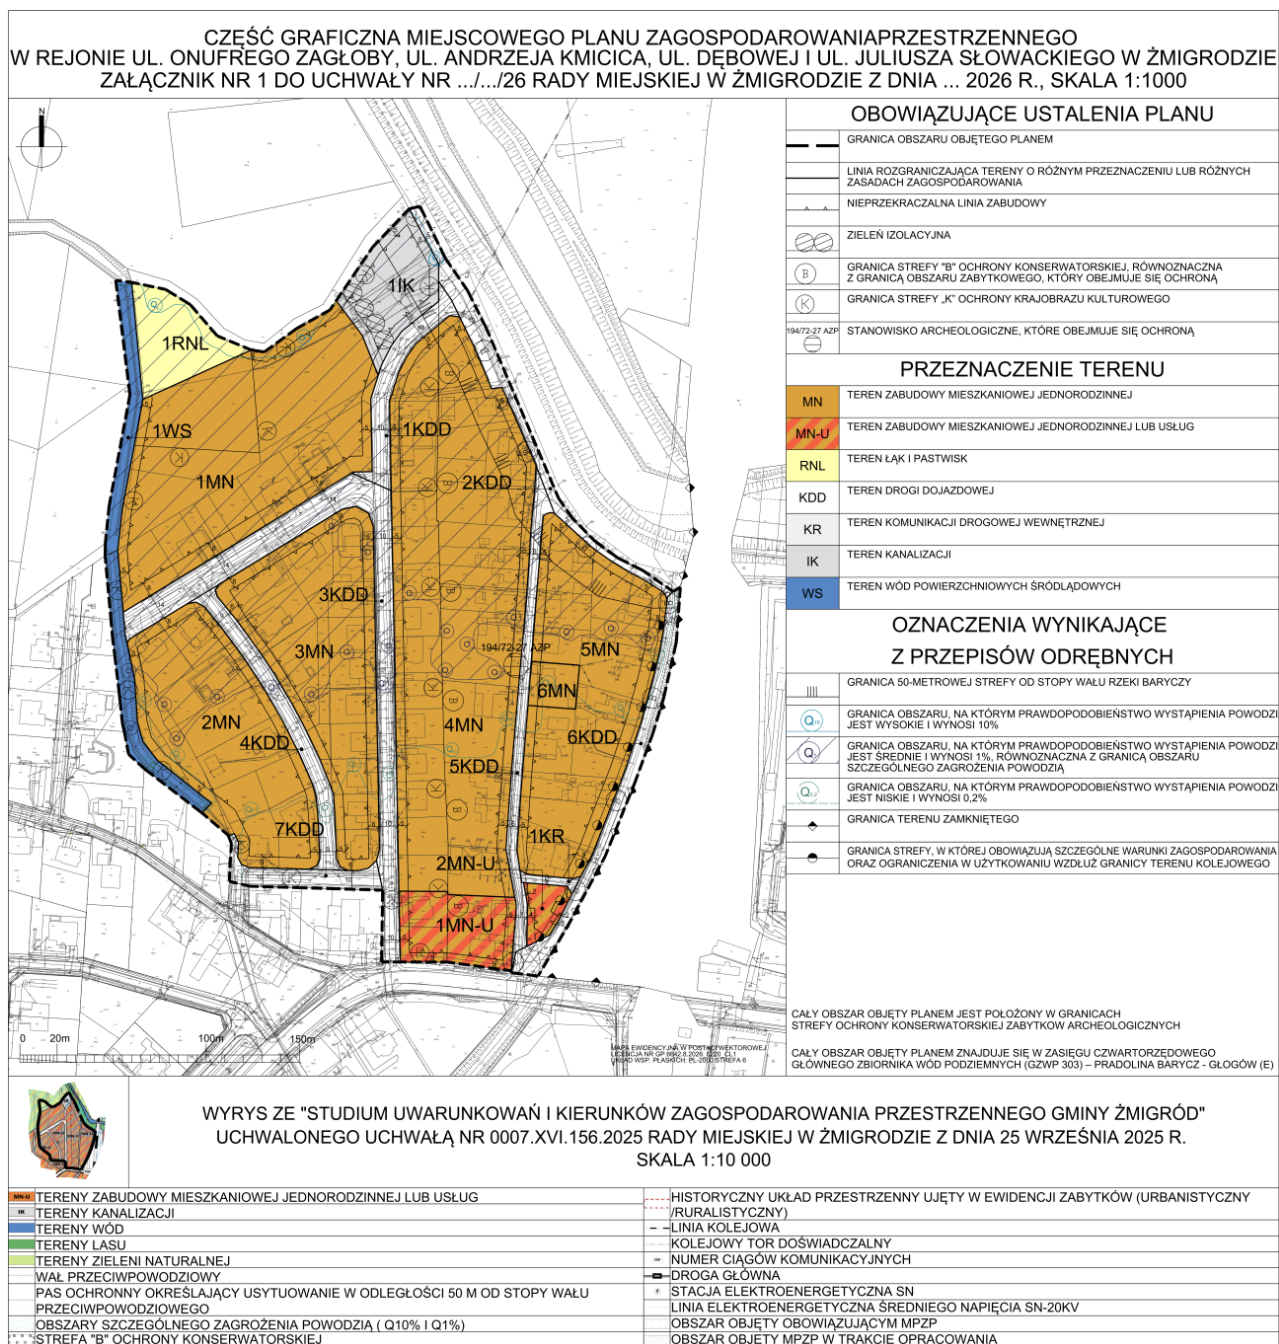 CZĘŚĆ GRAFICZNA MIEJSCOWEGO PLANU ZAGOSPODAROWANIAPRZESTRZENNEGO
W REJONIE UL. ONUFREGO ZAGŁOBY, UL. ANDRZEJA KMICICA, UL. DĘBOWEJ I UL. JULIUSZA SŁOWACKIEGO W ŻMIGRODZIE
ZAŁĄCZNIK NR 1 DO UCHWAŁY NR .../.../26 RADY MIEJSKIEJ W ŻMIGRODZIE Z DNIA ... 2026 R., SKALA 1:1000
N
1IK
1RNL
1WS
1KDD
1MN
2KDD
3KDD
3MN
194/72-27 AZP
5MN
6MN
2MN
4MN
4KDD
6KDD
5KDD
7KDD
1KR
2MN-U
1MN-U
0 20m 100m 150m
OBOWIĄZUJĄCE USTALENIA PLANU
GRANICA OBSZARU OBJĘTEGO PLANEM
LINIA ROZGRANICZAJĄCA TERENY O RÓŻNYM PRZEZNACZENIU LUB RÓŻNYCH
ZASADACH ZAGOSPODAROWANIA
NIEPRZEKRACZALNA LINIA ZABUDOWY
ZIELEŃ IZOLACYJNA
B
GRANICA STREFY "B" OCHRONY KONSERWATORSKIEJ, RÓWNOZNACZNA
Z GRANICĄ OBSZARU ZABYTKOWEGO, KTÓRY OBEJMUJE SIĘ OCHRONĄ
K
GRANICA STREFY „K" OCHRONY KRAJOBRAZU KULTUROWEGO
194/72-27 AZP
STANOWISKO ARCHEOLOGICZNE, KTÓRE OBEJMUJE SIĘ OCHRONĄ
PRZEZNACZENIE TERENU
MN TEREN ZABUDOWY MIESZKANIOWEJ JEDNORODZINNEJ
MN-U TEREN ZABUDOWY MIESZKANIOWEJ JEDNORODZINNEJ LUB USŁUG
RNL TEREN ŁĄK I PASTWISK
KDD TEREN DROGI DOJAZDOWEJ
KR TEREN KOMUNIKACJI DROGOWEJ WEWNĘTRZNEJ
IK TEREN KANALIZACJI
WS TEREN WÓD POWIERZCHNIOWYCH ŚRÓDLĄDOWYCH
OZNACZENIA WYNIKAJĄCE
Z PRZEPISÓW ODRĘBNYCH
GRANICA 50-METROWEJ STREFY OD STOPY WAŁU RZEKI BARYCZY
GRANICA OBSZARU, NA KTÓRYM PRAWDOPODOBIEŃSTWO WYSTĄPIENIA POWODZI
JEST WYSOKIE I WYNOSI 10%
GRANICA OBSZARU, NA KTÓRYM PRAWDOPODOBIEŃSTWO WYSTĄPIENIA POWODZI
JEST ŚREDNIE I WYNOSI 1%, RÓWNOZNACZNA Z GRANICĄ OBSZARU
SZCZEGÓLNEGO ZAGROŻENIA POWODZIĄ
GRANICA OBSZARU, NA KTÓRYM PRAWDOPODOBIEŃSTWO WYSTĄPIENIA POWODZI
JEST NISKIE I WYNOSI 0,2%
GRANICA TERENU ZAMKNIĘTEGO
GRANICA STREFY, W KTÓREJ OBOWIĄZUJĄ SZCZEGÓLNE WARUNKI ZAGOSPODAROWANIA
ORAZ OGRANICZENIA W UŻYTKOWANIU WZDŁUŻ GRANICY TERENU KOLEJOWEGO
CAŁY OBSZAR OBJĘTY PLANEM JEST POŁOŻONY W GRANICACH
STREFY OCHRONY KONSERWATORSKIEJ ZABYTKOW ARCHEOLOGICZNYCH
CAŁY OBSZAR OBJĘTY PLANEM ZNAJDUJE SIĘ W ZASIĘGU CZWARTORZĘDOWEGO
GŁÓWNEGO ZBIORNIKA WÓD PODZIEMNYCH (GZWP 303) – PRADOLINA BARYCZ - GŁOGÓW (E)
WYRYS ZE "STUDIUM UWARUNKOWAŃ I KIERUNKÓW ZAGOSPODAROWANIA PRZESTRZENNEGO GMINY ŻMIGRÓD"
UCHWALONEGO UCHWAŁĄ NR 0007.XVI.156.2025 RADY MIEJSKIEJ W ŻMIGRODZIE Z DNIA 25 WRZEŚNIA 2025 R.
SKALA 1:10 000
MN-U TERENY ZABUDOWY MIESZKANIOWEJ JEDNORODZINNEJ LUB USŁUG
IK TERENY KANALIZACJI
TERENY WÓD
TERENY LASU
TERENY ZIELENI NATURALNEJ
WAŁ PRZECIWPOWODZIOWY
PAS OCHRONNY OKREŚLAJĄCY USYTUOWANIE W ODLEGŁOŚCI 50 M OD STOPY WAŁU
PRZECIWPOWODZIOWEGO
OBSZARY SZCZEGÓLNEGO ZAGROŻENIA POWODZIĄ ( Q10% I Q1%)
STREFA "B" OCHRONY KONSERWATORSKIEJ
HISTORYCZNY UKŁAD PRZESTRZENNY UJĘTY W EWIDENCJI ZABYTKÓW (URBANISTYCZNY
/RURALISTYCZNY)
LINIA KOLEJOWA
KOLEJOWY TOR DOŚWIADCZALNY
NUMER CIĄGÓW KOMUNIKACYJNYCH
DROGA GŁÓWNA
STACJA ELEKTROENERGETYCZNA SN
LINIA ELEKTROENERGETYCZNA ŚREDNIEGO NAPIĘCIA SN-20KV
OBSZAR OBJĘTY OBOWIĄZUJĄCYM MPZP
OBSZAR OBJĘTY MPZP W TRAKCIE OPRACOWANIA